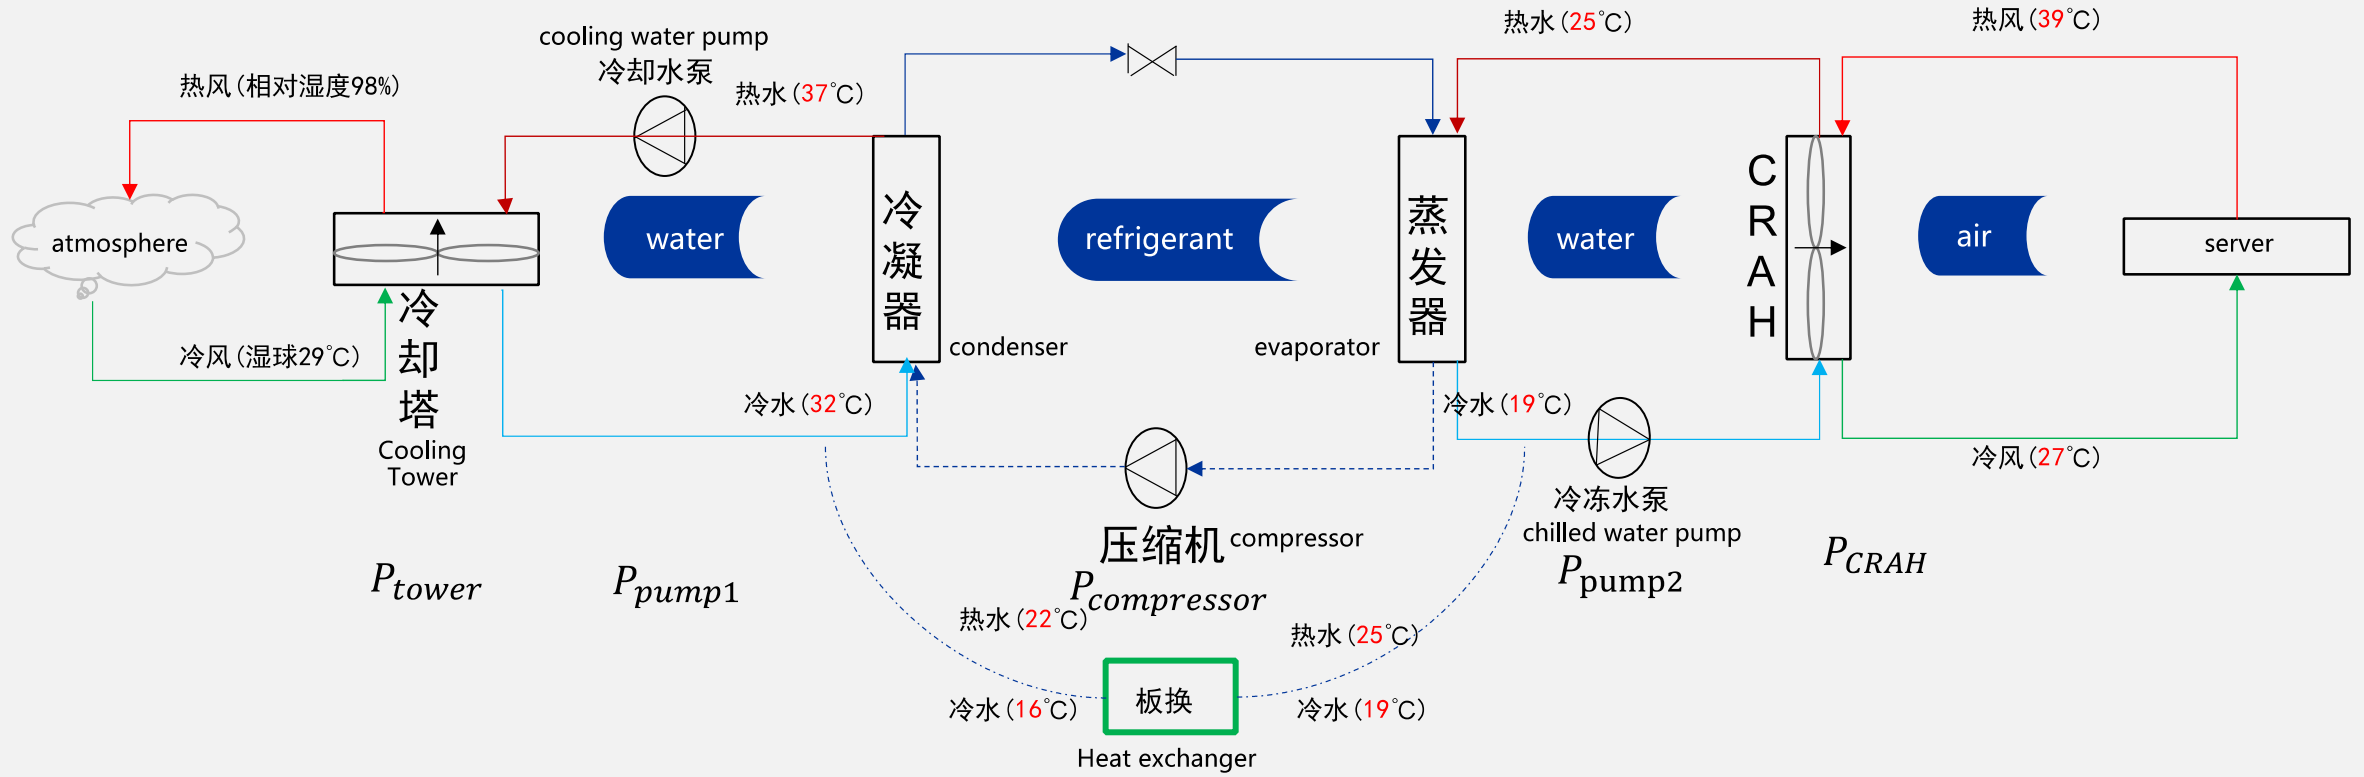 热水(25℃)
热风(39℃)
cooling water pump
冷却水泵
热风(相对湿度98%)
热水(37℃)
atmosphere
water
refrigerant
water
air
server
冷凝器
蒸发器
CRAH
冷却塔
Cooling
Tower
condenser
evaporator
冷风(湿球29℃)
冷水(32℃)
冷水(19℃)
冷风(27℃)
冷冻水泵
chilled water pump
压缩机 compressor
P_tower
P_pump1
P_compressor
P_pump2
P_CRAH
热水(22℃)
热水(25℃)
冷水(16℃)
板换
冷水(19℃)
Heat exchanger